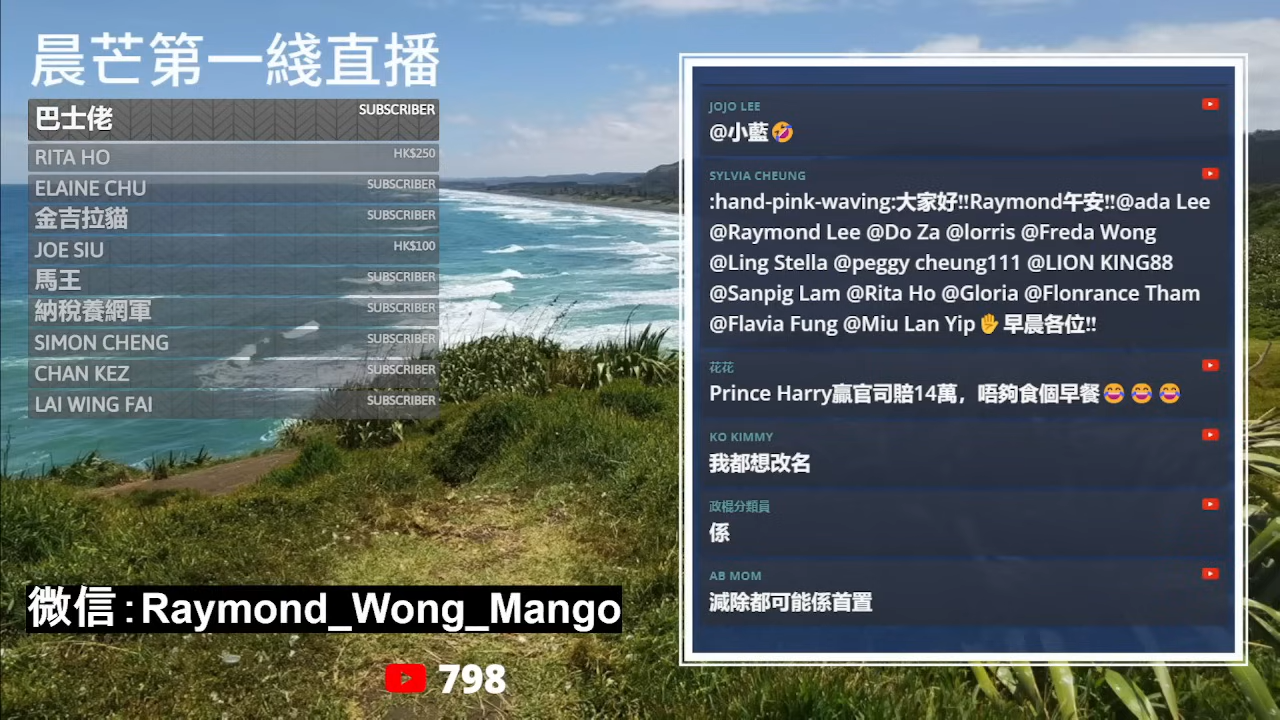 晨芒第一綫直播
巴士佬 SUBSCRIBER
RITA HO HK$250
ELAINE CHU SUBSCRIBER
金吉拉貓 SUBSCRIBER
JOE SIU HK$100
馬王 SUBSCRIBER
納稅養網軍 SUBSCRIBER
SIMON CHENG SUBSCRIBER
CHAN KEZ SUBSCRIBER
LAI WING FAI SUBSCRIBER
微信:Raymond_Wong_Mango
798
JOJO LEE
@小藍🤣
SYLVIA CHEUNG
:hand-pink-waving:大家好!!Raymond午安!!@ada Lee
@Raymond Lee @Do Za @lorris @Freda Wong
@Ling Stella @peggy cheung111 @LION KING88
@Sanpig Lam @Rita Ho @Gloria @Flonrance Tham
@Flavia Fung @Miu Lan Yip✋早晨各位!!
花花
Prince Harry贏官司賠14萬，唔夠食個早餐😂😂😂
KO KIMMY
我都想改名
政棍分類員
係
AB MOM
減除都可能係首置